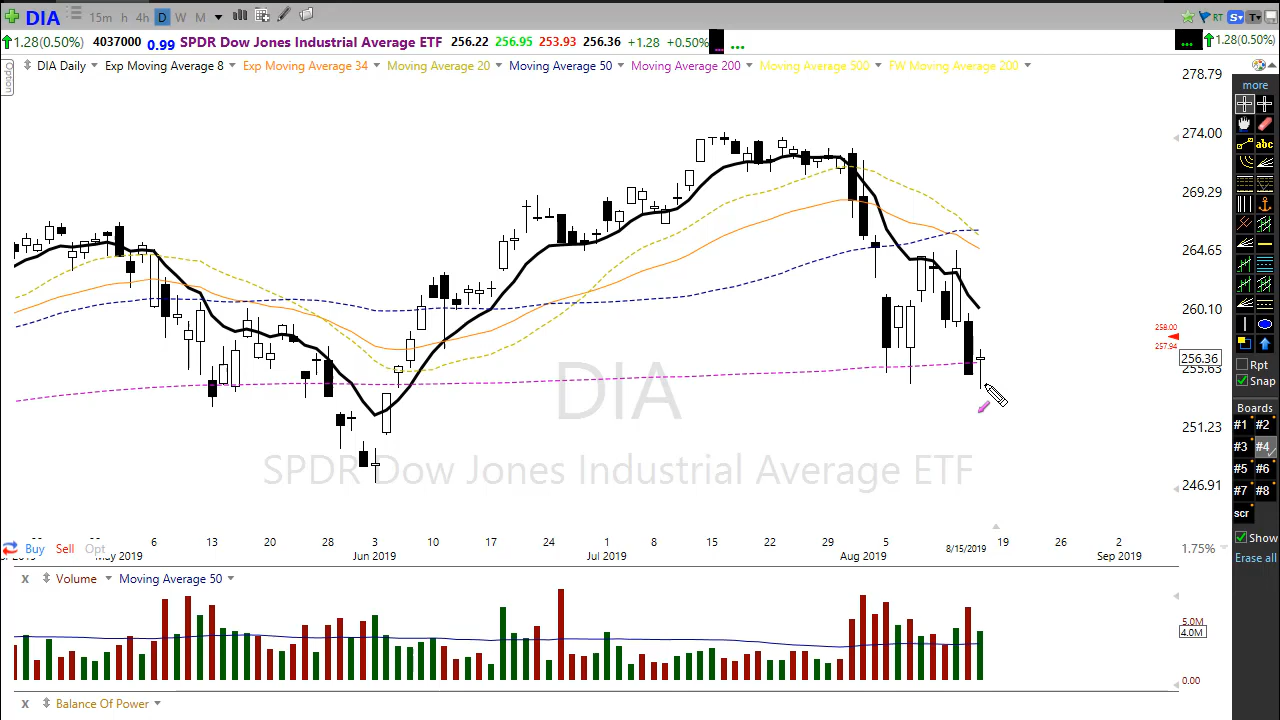 DIA 15m h 4h D W M RT S T
1.28(0.50%) 4037000 0.99 SPDR Dow Jones Industrial Average ETF 256.22 256.95 253.93 256.36 +1.28 +0.50% ... 1.28(0.50%)
Option DIA Daily Exp Moving Average 8 Exp Moving Average 34 Moving Average 20 Moving Average 50 Moving Average 200 Moving Average 500 FW Moving Average 200
278.79
more
abc
274.00
269.29
264.65
260.10
258.00
257.94
256.36
255.63
Rpt
Snap
DIA
Boards
#1 #2
251.23
#3 #4
SPDR Dow Jones Industrial Average ETF
#5 #6
246.91
#7 #8
scr
Show
6 13 20 28 3 10 17 24 1 8 15 22 29 5 19 26 2
Buy Sell Opt
May 2019 Jun 2019 Jul 2019 Aug 2019 8/15/2019 Sep 2019
1.75%
Erase all
x Volume Moving Average 50
5.0M
4.0M
0.00
x Balance Of Power